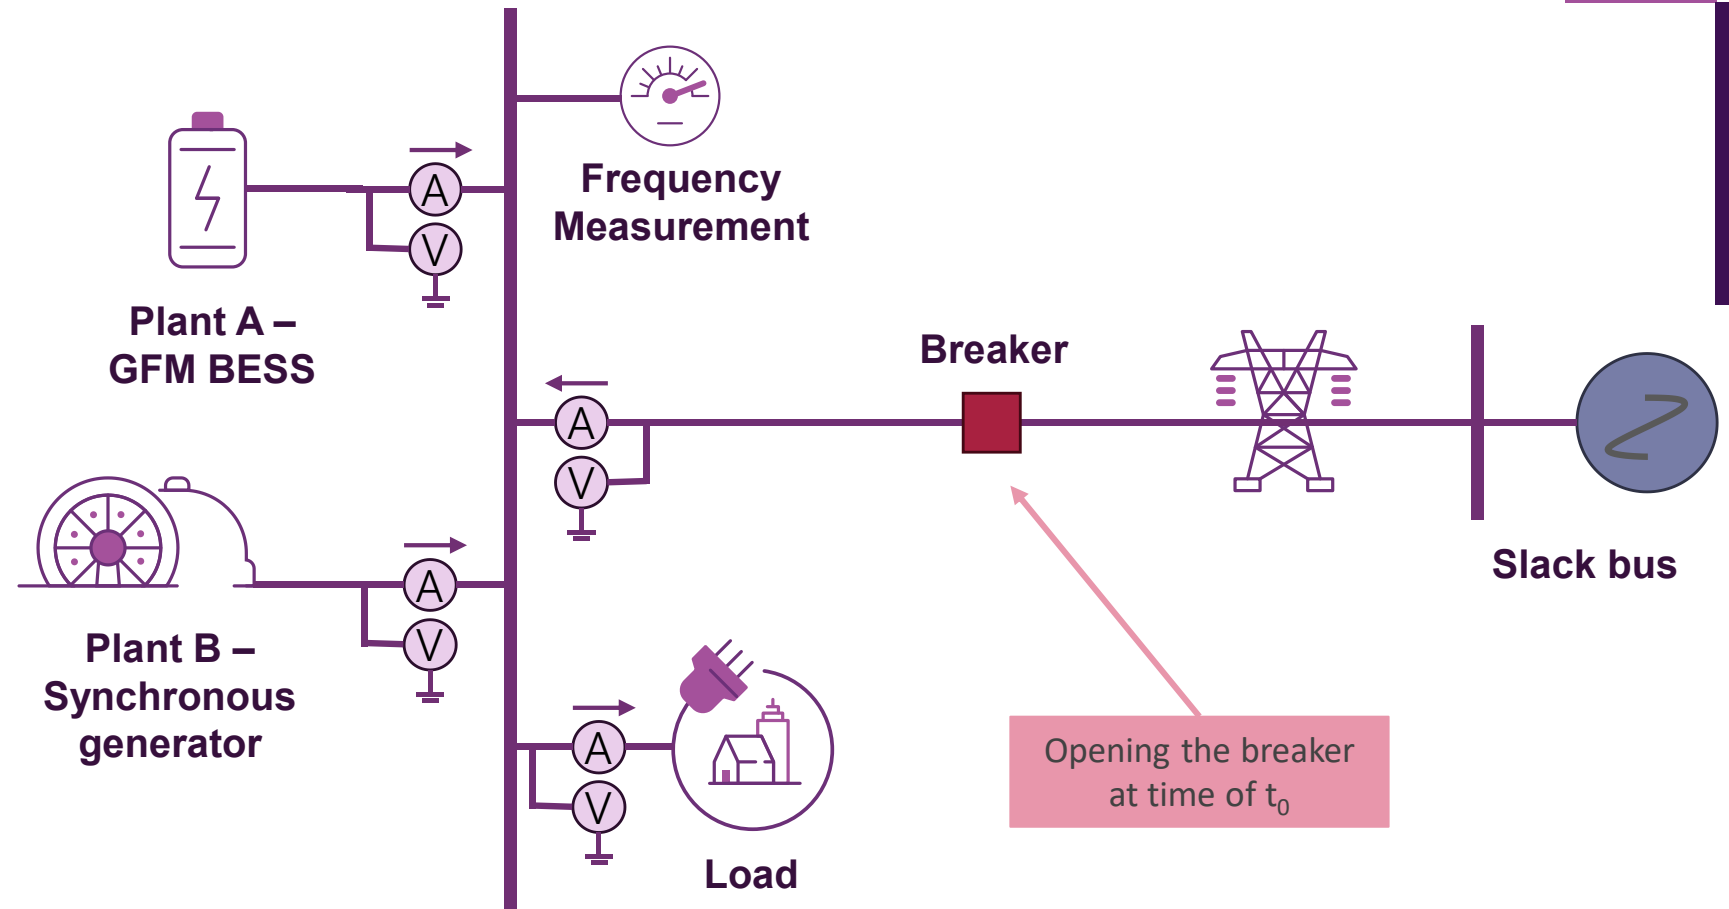 Frequency
Measurement
A
V
Plant A –
GFM BESS
Breaker
A
V
Slack bus
A
V
Plant B –
Synchronous
generator
A
V
Opening the breaker
at time of t₀
Load